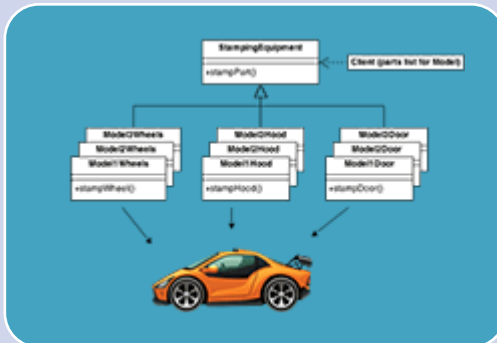 StampingEquipment
+stampPart()
Client (parts list for Model)
Model3Wheels
Model2Wheels
Model1Wheels
+stampWheel()
Model3Hood
Model2Hood
Model1Hood
+stampHood()
Model3Door
Model2Door
Model1Door
+stampDoor()